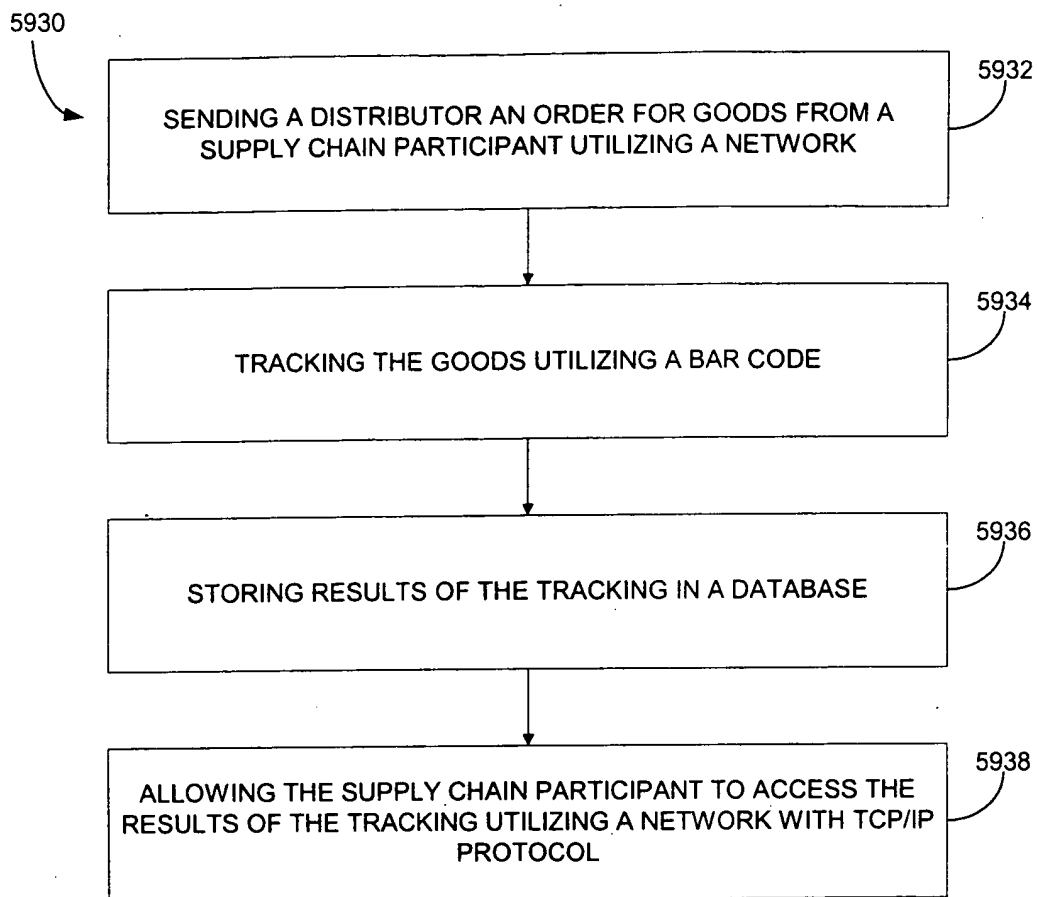 5930
5932
SENDING A DISTRIBUTOR AN ORDER FOR GOODS FROM A
SUPPLY CHAIN PARTICIPANT UTILIZING A NETWORK
5934
TRACKING THE GOODS UTILIZING A BAR CODE
5936
STORING RESULTS OF THE TRACKING IN A DATABASE
5938
ALLOWING THE SUPPLY CHAIN PARTICIPANT TO ACCESS THE
RESULTS OF THE TRACKING UTILIZING A NETWORK WITH TCP/IP
PROTOCOL